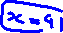 x = 91